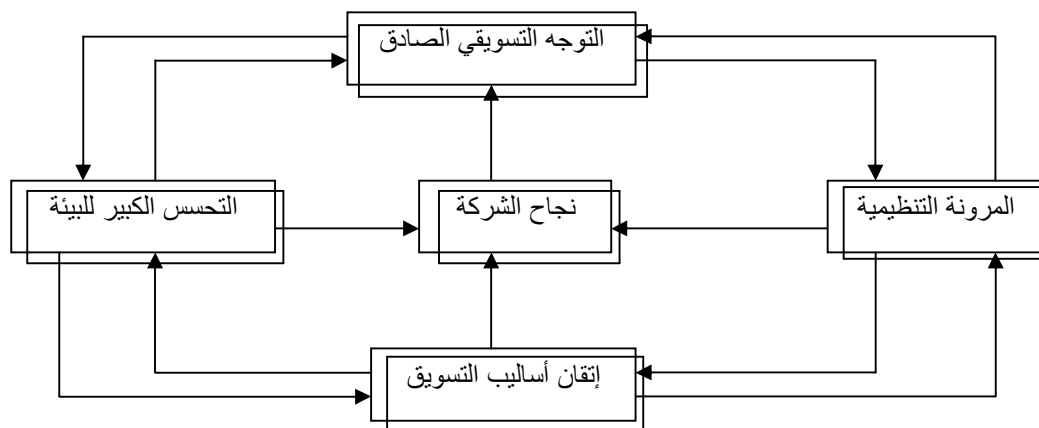 التوجه التسويقي الصادق
المرونة التنظيمية
نجاح الشركة
التحسس الكبير للبيئة
إتقان أساليب التسويق